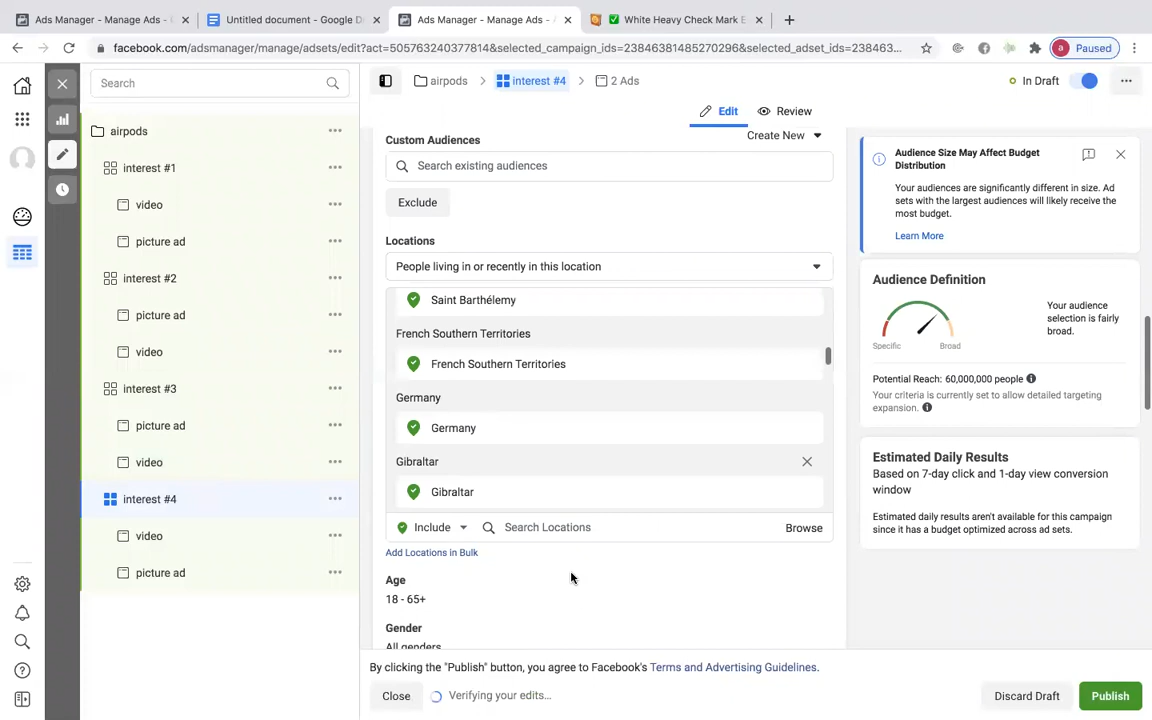 Ads Manager - Manage Ads -
Untitled document - Google D
Ads Manager - Manage Ads -
White Heavy Check Mark E
facebook.com/adsmanager/manage/adsets/edit?act=505763240377814&selected_campaign_ids=23846381485270296&selected_adset_ids=238463...
a Paused
Search
airpods
interest #4
2 Ads
In Draft
Edit
Review
airpods
interest #1
video
picture ad
interest #2
picture ad
video
interest #3
picture ad
video
interest #4
video
picture ad
Custom Audiences
Create New
Search existing audiences
Exclude
Locations
People living in or recently in this location
Saint Barthélemy
French Southern Territories
French Southern Territories
Germany
Germany
Gibraltar
Gibraltar
Include
Search Locations
Browse
Add Locations in Bulk
Age
18 - 65+
Gender
All genders
Audience Size May Affect Budget
Distribution
Your audiences are significantly different in size. Ad
sets with the largest audiences will likely receive the
most budget.
Learn More
Audience Definition
Specific
Broad
Your audience
selection is fairly
broad.
Potential Reach: 60,000,000 people
Your criteria is currently set to allow detailed targeting
expansion.
Estimated Daily Results
Based on 7-day click and 1-day view conversion
window
Estimated daily results aren't available for this campaign
since it has a budget optimized across ad sets.
By clicking the "Publish" button, you agree to Facebook's Terms and Advertising Guidelines.
Close
Verifying your edits...
Discard Draft
Publish